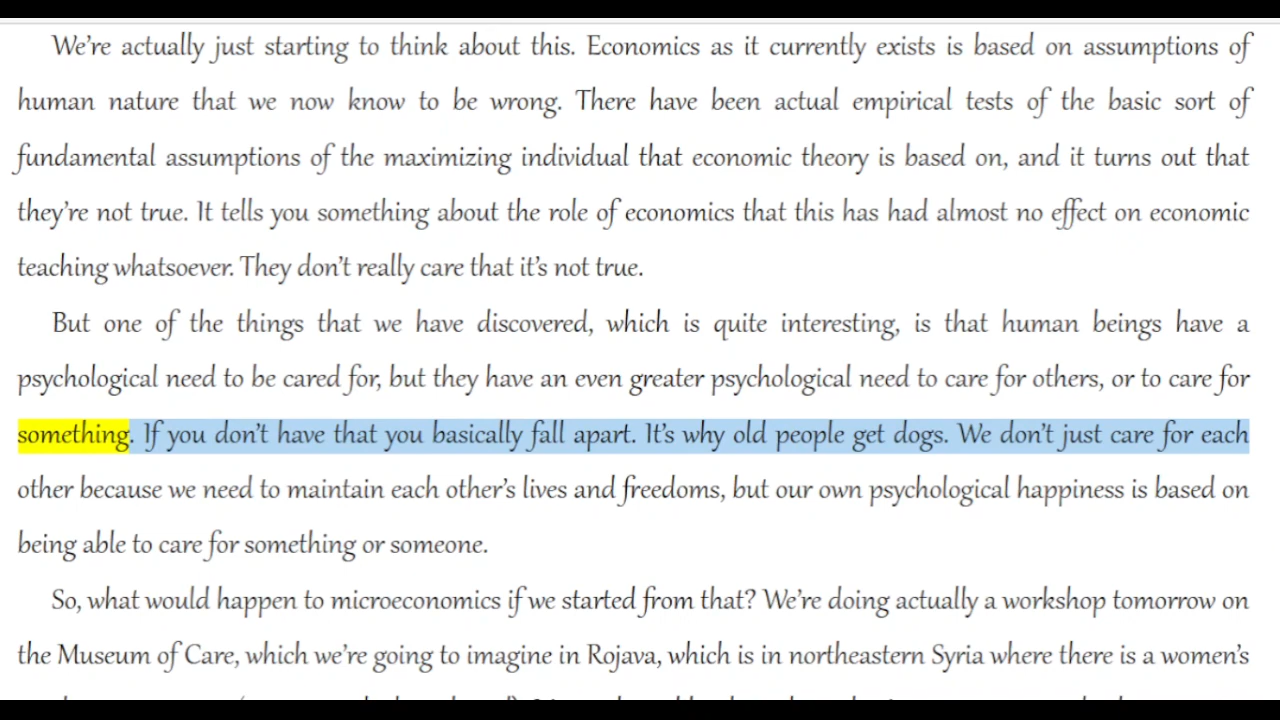 We're actually just starting to think about this. Economics as it currently exists is based on assumptions of
human nature that we now know to be wrong. There have been actual empirical tests of the basic sort of
fundamental assumptions of the maximizing individual that economic theory is based on, and it turns out that
they're not true. It tells you something about the role of economics that this has had almost no effect on economic
teaching whatsoever. They don't really care that it's not true.
But one of the things that we have discovered, which is quite interesting, is that human beings have a
psychological need to be cared for, but they have an even greater psychological need to care for others, or to care for
something. If you don't have that you basically fall apart. It's why old people get dogs. We don't just care for each
other because we need to maintain each other's lives and freedoms, but our own psychological happiness is based on
being able to care for something or someone.
So, what would happen to microeconomics if we started from that? We're doing actually a workshop tomorrow on
the Museum of Care, which we're going to imagine in Rojava, which is in northeastern Syria where there is a women's